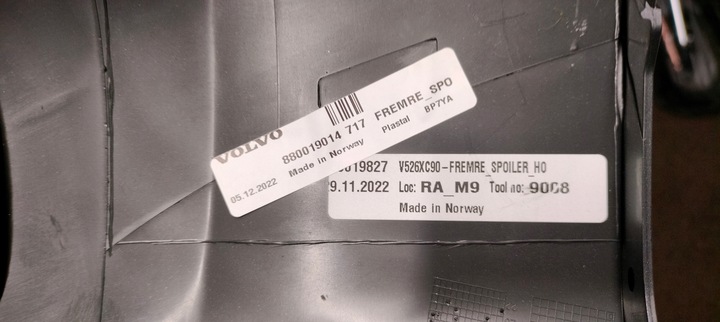 VOLVO
880019014 717 FREMRE_SPO
Made in Norway Plastal BP7YA
05.12.2022
19827 V526XC90-FREMRE_SPOILER_HO
9.11.2022 Loc: RA_M9 Tool no: 9008
Made in Norway